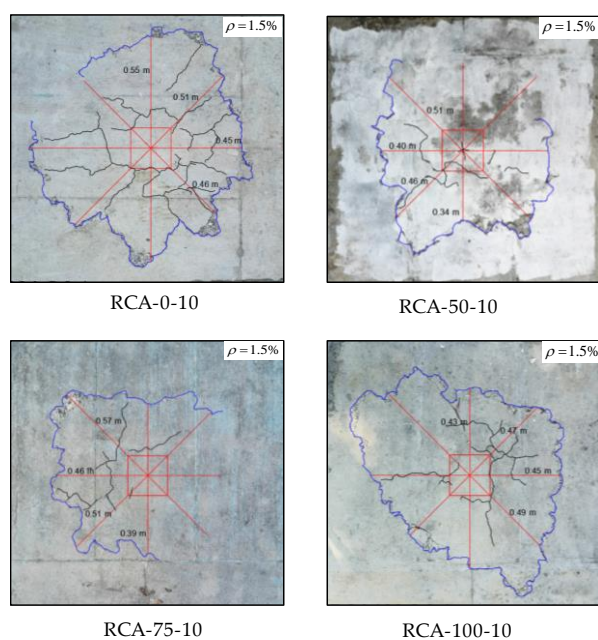 ρ = 1.5%
0.55 m
0.51 m
0.45 m
0.46 m
RCA-0-10
ρ = 1.5%
0.51 m
0.40 m
0.46 m
0.34 m
RCA-50-10
ρ = 1.5%
0.57 m
0.46 m
0.51 m
0.39 m
RCA-75-10
ρ = 1.5%
0.43 m
0.47 m
0.45 m
0.49 m
RCA-100-10